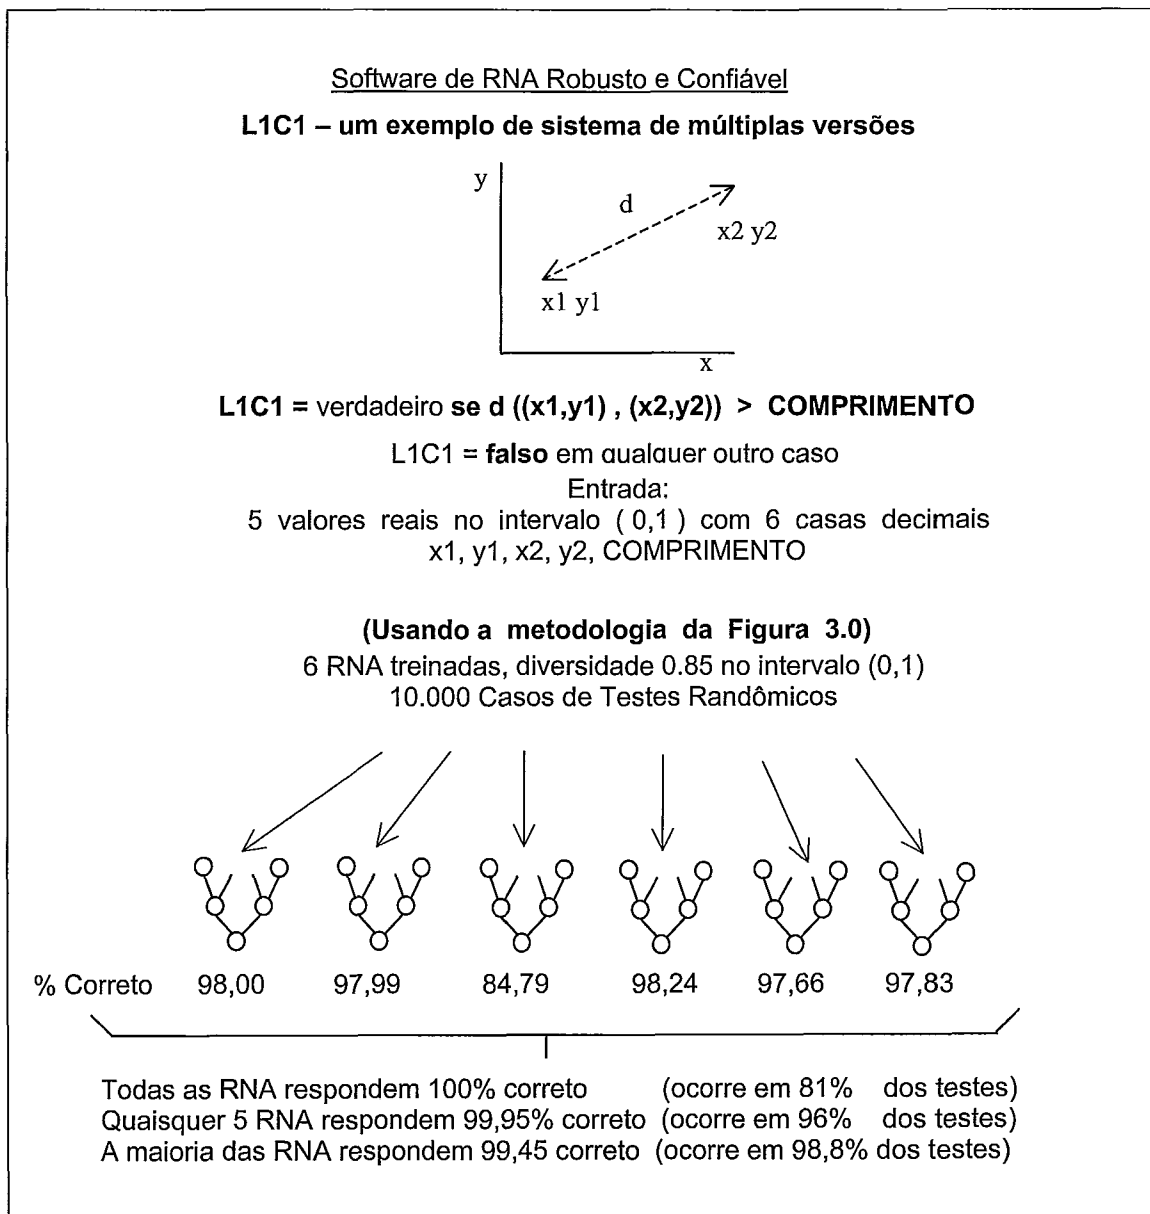 Software de RNA Robusto e Confiável
L1C1 – um exemplo de sistema de múltiplas versões
y
d
x2 y2
x1 y1
x
L1C1 = verdadeiro se d ((x1,y1) , (x2,y2)) > COMPRIMENTO
L1C1 = falso em qualquer outro caso
Entrada:
5 valores reais no intervalo ( 0,1 ) com 6 casas decimais
x1, y1, x2, y2, COMPRIMENTO
(Usando a metodologia da Figura 3.0)
6 RNA treinadas, diversidade 0.85 no intervalo (0,1)
10.000 Casos de Testes Randômicos
% Correto 98,00 97,99 84,79 98,24 97,66 97,83
Todas as RNA respondem 100% correto (ocorre em 81% dos testes)
Quaisquer 5 RNA respondem 99,95% correto (ocorre em 96% dos testes)
A maioria das RNA respondem 99,45 correto (ocorre em 98,8% dos testes)